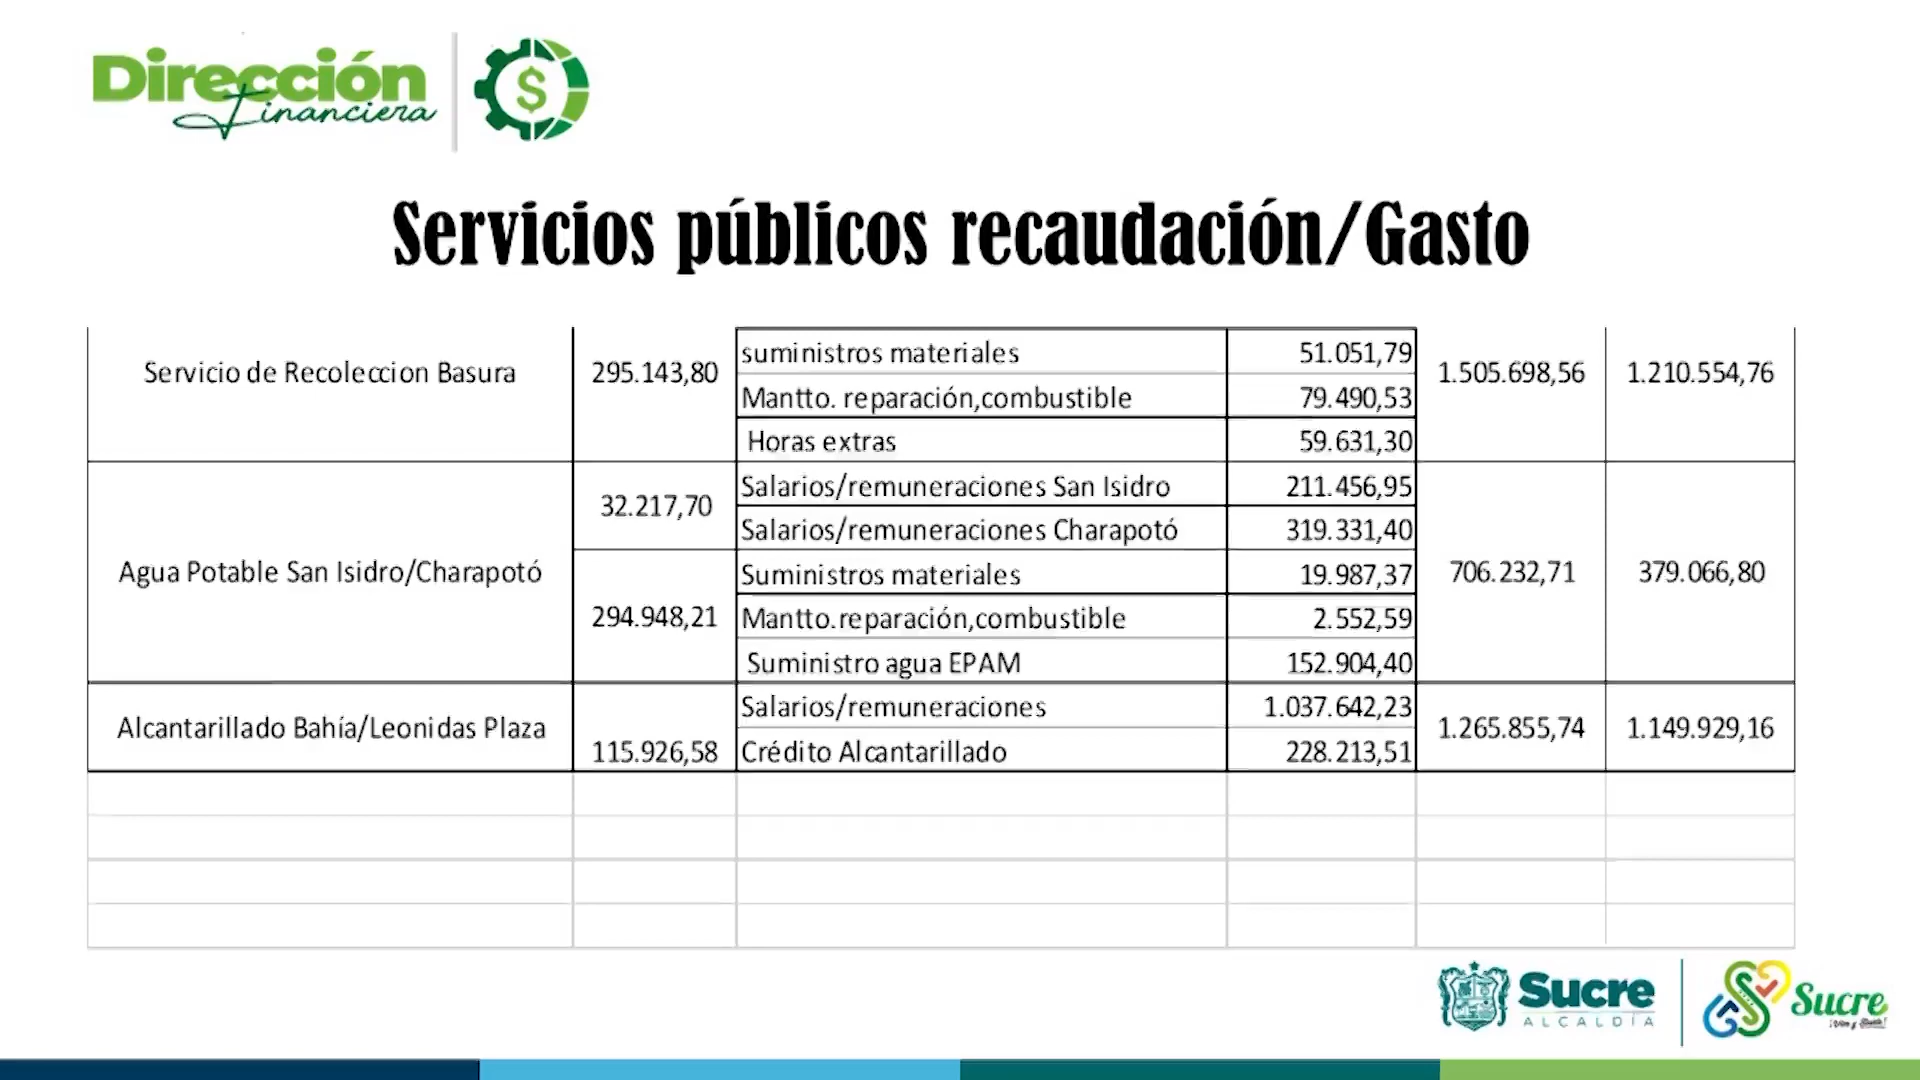 Dirección
Financiera
$
Servicios públicos recaudación/Gasto
Servicio de Recoleccion Basura 295.143,80 suministros materiales 51.051,79 1.505.698,56 1.210.554,76
Mantto. reparación,combustible 79.490,53
Horas extras 59.631,30
Agua Potable San Isidro/Charapotó 32.217,70 Salarios/remuneraciones San Isidro 211.456,95 706.232,71 379.066,80
Salarios/remuneraciones Charapotó 319.331,40
294.948,21 Suministros materiales 19.987,37
Mantto.reparación,combustible 2.552,59
Suministro agua EPAM 152.904,40
Alcantarillado Bahía/Leonidas Plaza 115.926,58 Salarios/remuneraciones 1.037.642,23 1.265.855,74 1.149.929,16
Crédito Alcantarillado 228.213,51
Sucre
ALCALDÍA
Sucre